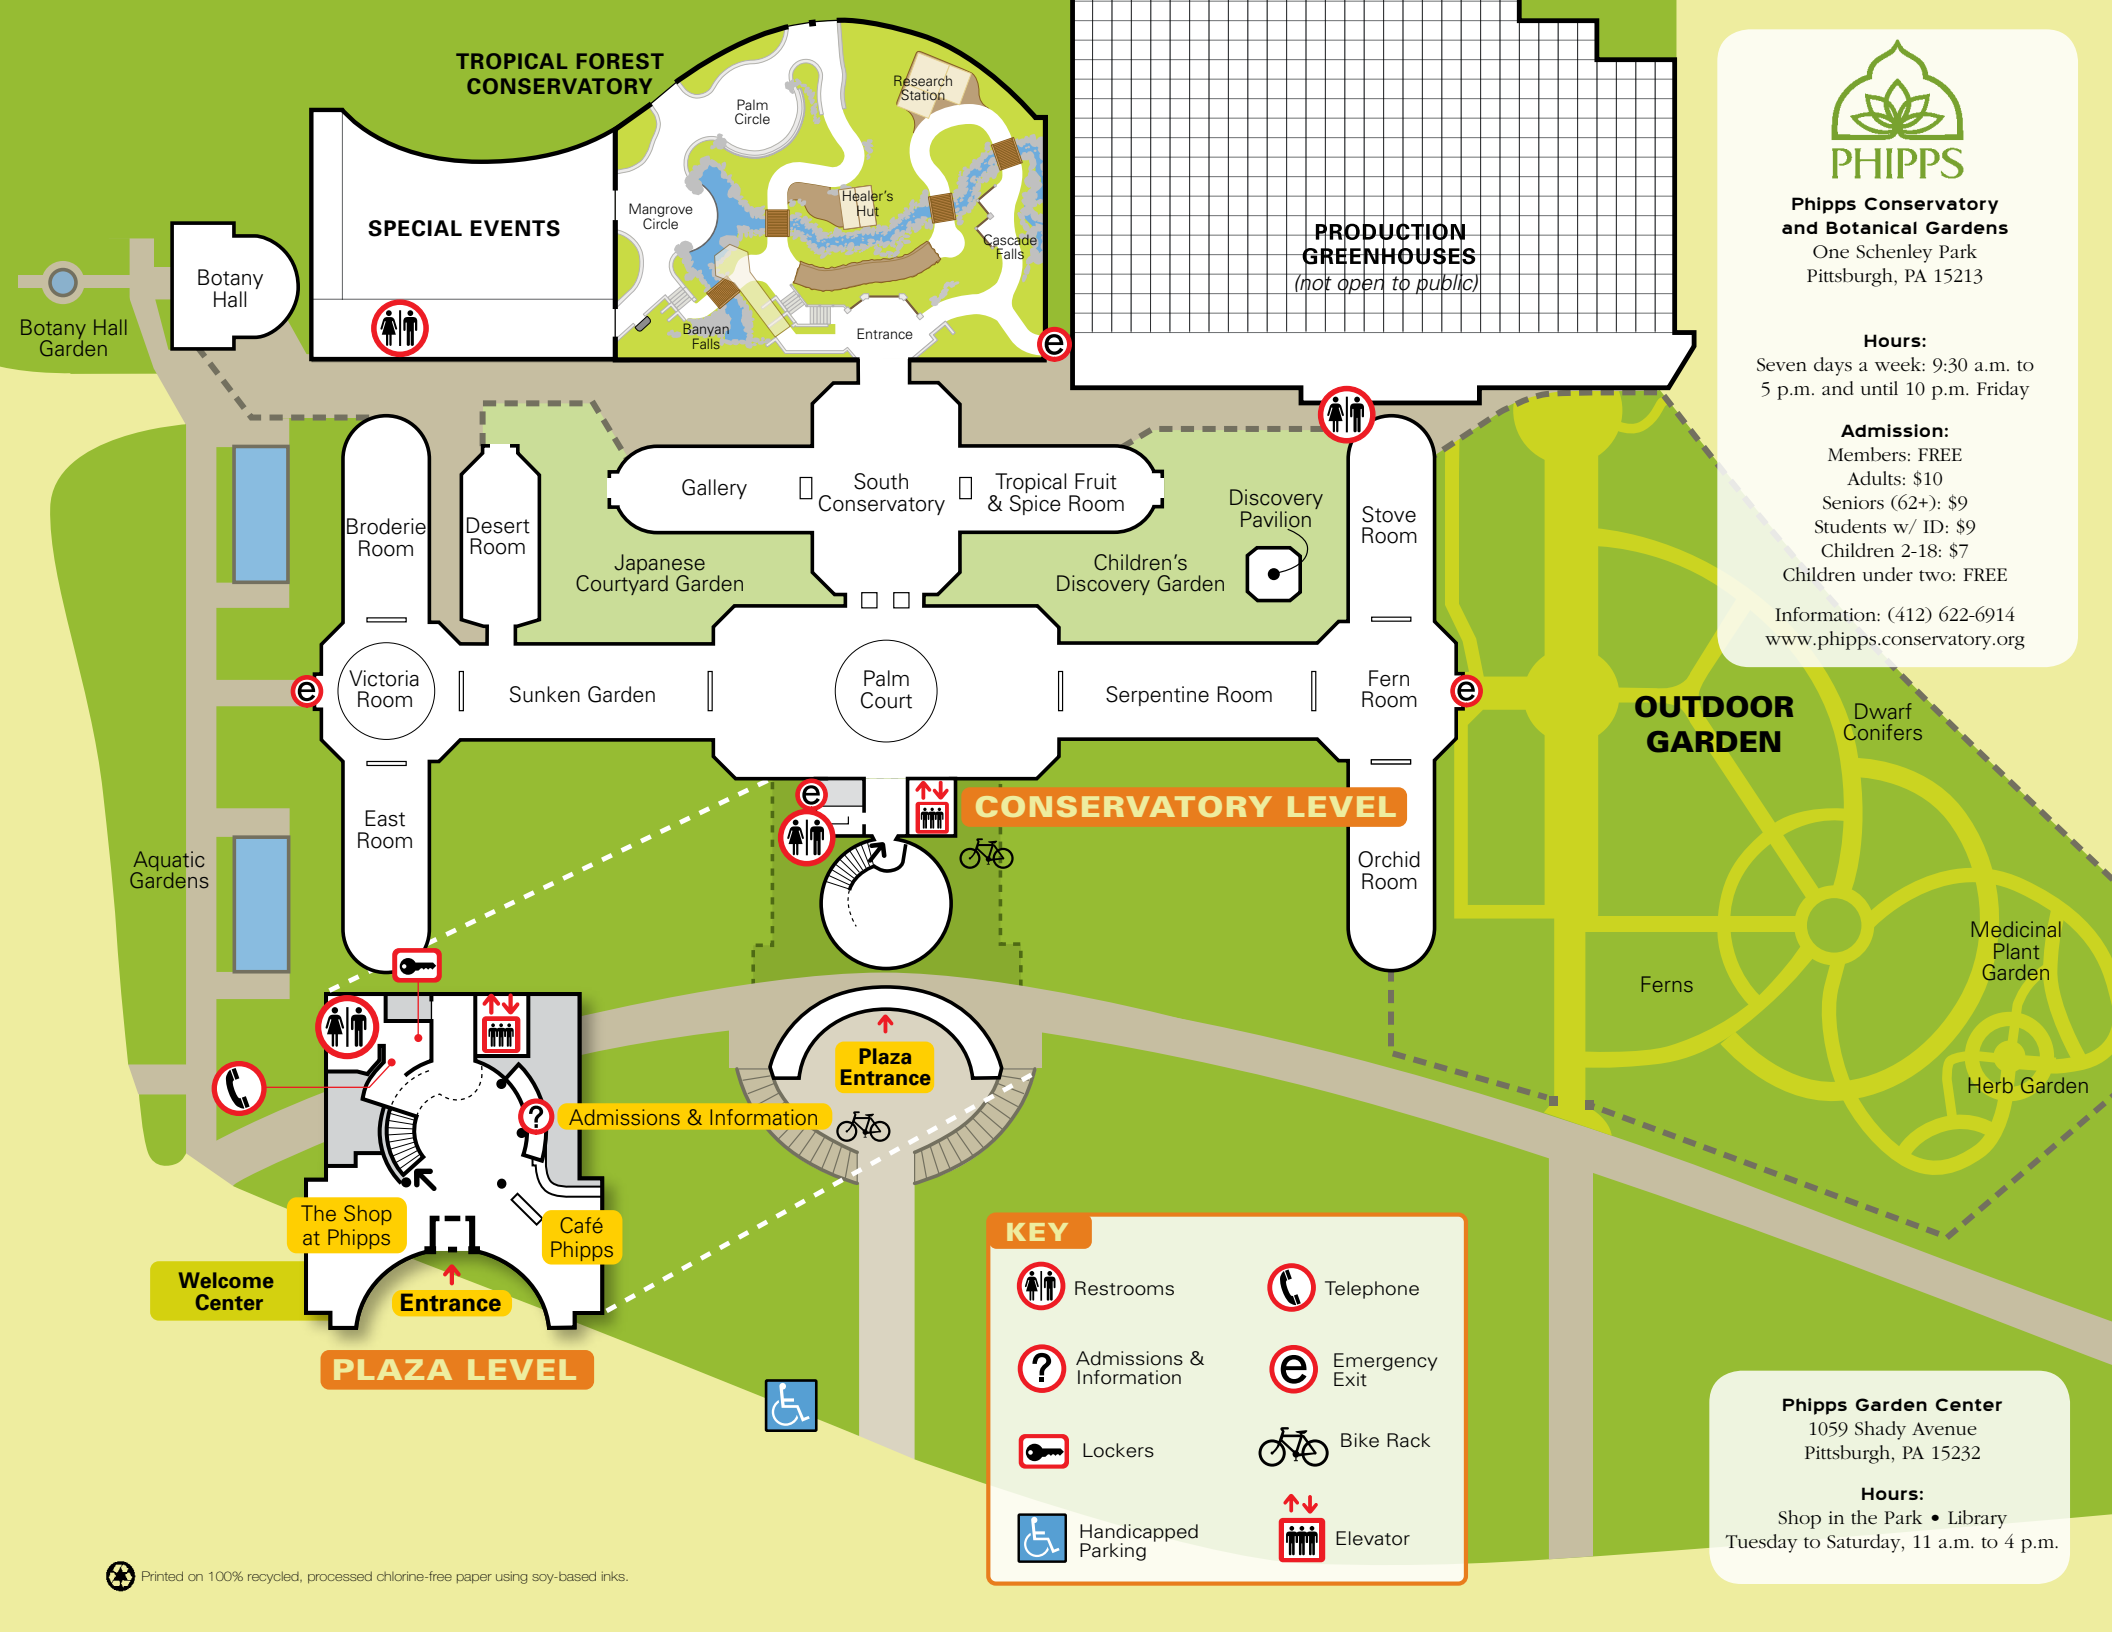 TROPICAL FOREST
CONSERVATORY
Palm
Circle
Research
Station
SPECIAL EVENTS
Mangrove
Circle
Healer's
Hut
Cascade
Falls
Banyan
Falls
Entrance
Botany
Hall
Botany Hall
Garden
PRODUCTION
GREENHOUSES
(not open to public)
e
PHIPPS
Phipps Conservatory
and Botanical Gardens
One Schenley Park
Pittsburgh, PA 15213
Hours:
Seven days a week: 9:30 a.m. to
5 p.m. and until 10 p.m. Friday
Admission:
Members: FREE
Adults: $10
Seniors (62+): $9
Students w/ ID: $9
Children 2-18: $7
Children under two: FREE
Information: (412) 622-6914
www.phipps.conservatory.org
Broderie
Room
Desert
Room
Gallery
South
Conservatory
Tropical Fruit
& Spice Room
Discovery
Pavilion
Stove
Room
Japanese
Courtyard Garden
Children's
Discovery Garden
e
Victoria
Room
Sunken Garden
Palm
Court
Serpentine Room
Fern
Room
e
OUTDOOR
GARDEN
Dwarf
Conifers
e
CONSERVATORY LEVEL
East
Room
Orchid
Room
Aquatic
Gardens
Medicinal
Plant
Garden
Ferns
Herb Garden
Plaza
Entrance
?
Admissions & Information
The Shop
at Phipps
Café
Phipps
Welcome
Center
Entrance
PLAZA LEVEL
KEY
Restrooms
Telephone
?
Admissions &
Information
e
Emergency
Exit
Lockers
Bike Rack
Handicapped
Parking
Elevator
Phipps Garden Center
1059 Shady Avenue
Pittsburgh, PA 15232
Hours:
Shop in the Park • Library
Tuesday to Saturday, 11 a.m. to 4 p.m.
Printed on 100% recycled, processed chlorine-free paper using soy-based inks.